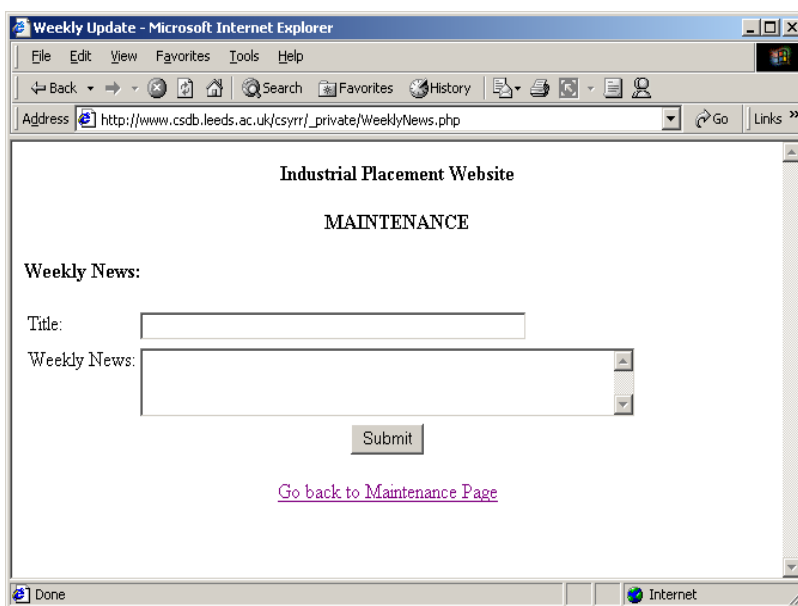 Weekly Update - Microsoft Internet Explorer
File Edit View Favorites Tools Help
Back Search Favorites History
Address http://www.csdb.leeds.ac.uk/csyrr/_private/WeeklyNews.php Go Links »
Industrial Placement Website
MAINTENANCE
Weekly News:
Title:
Weekly News:
Submit
Go back to Maintenance Page
Done Internet